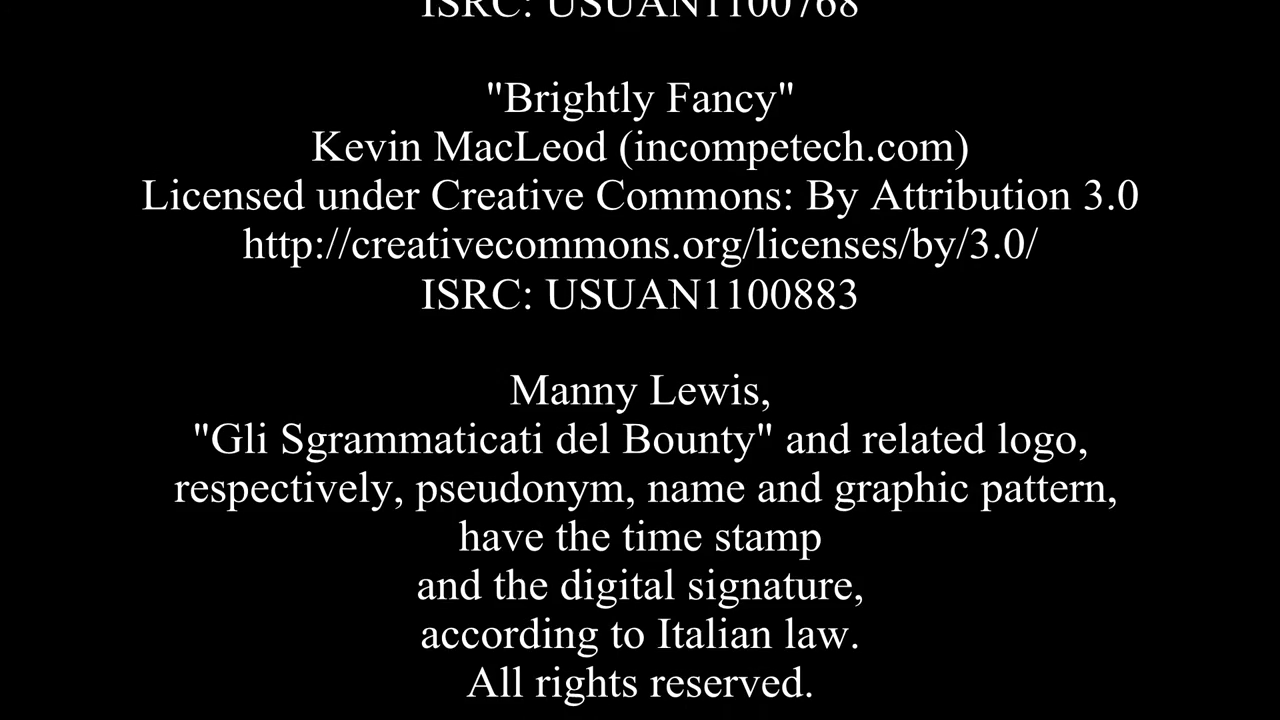 ISRC: USUAN1100768
"Brightly Fancy"
Kevin MacLeod (incompetech.com)
Licensed under Creative Commons: By Attribution 3.0
http://creativecommons.org/licenses/by/3.0/
ISRC: USUAN1100883
Manny Lewis,
"Gli Sgrammaticati del Bounty" and related logo,
respectively, pseudonym, name and graphic pattern,
have the time stamp
and the digital signature,
according to Italian law.
All rights reserved.